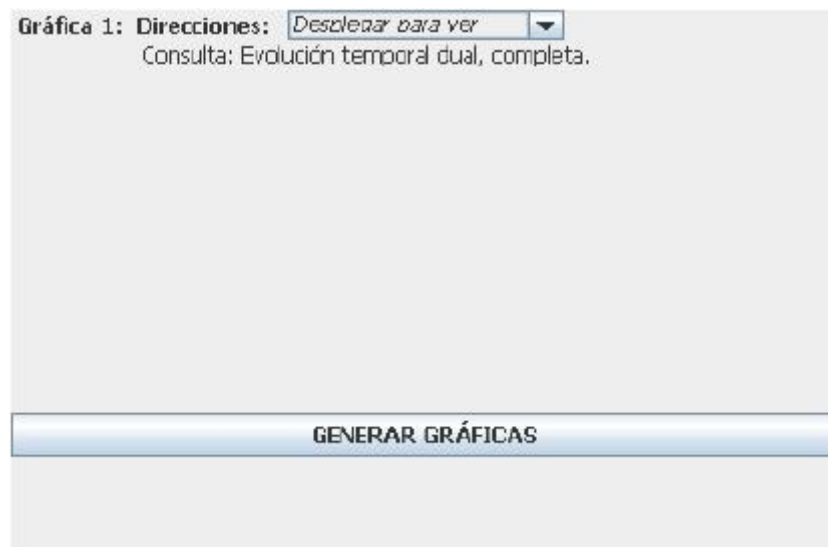 Gráfica 1: Direcciones: Desplegar para ver
Consulta: Evolución temporal dual, completa.
GENERAR GRÁFICAS